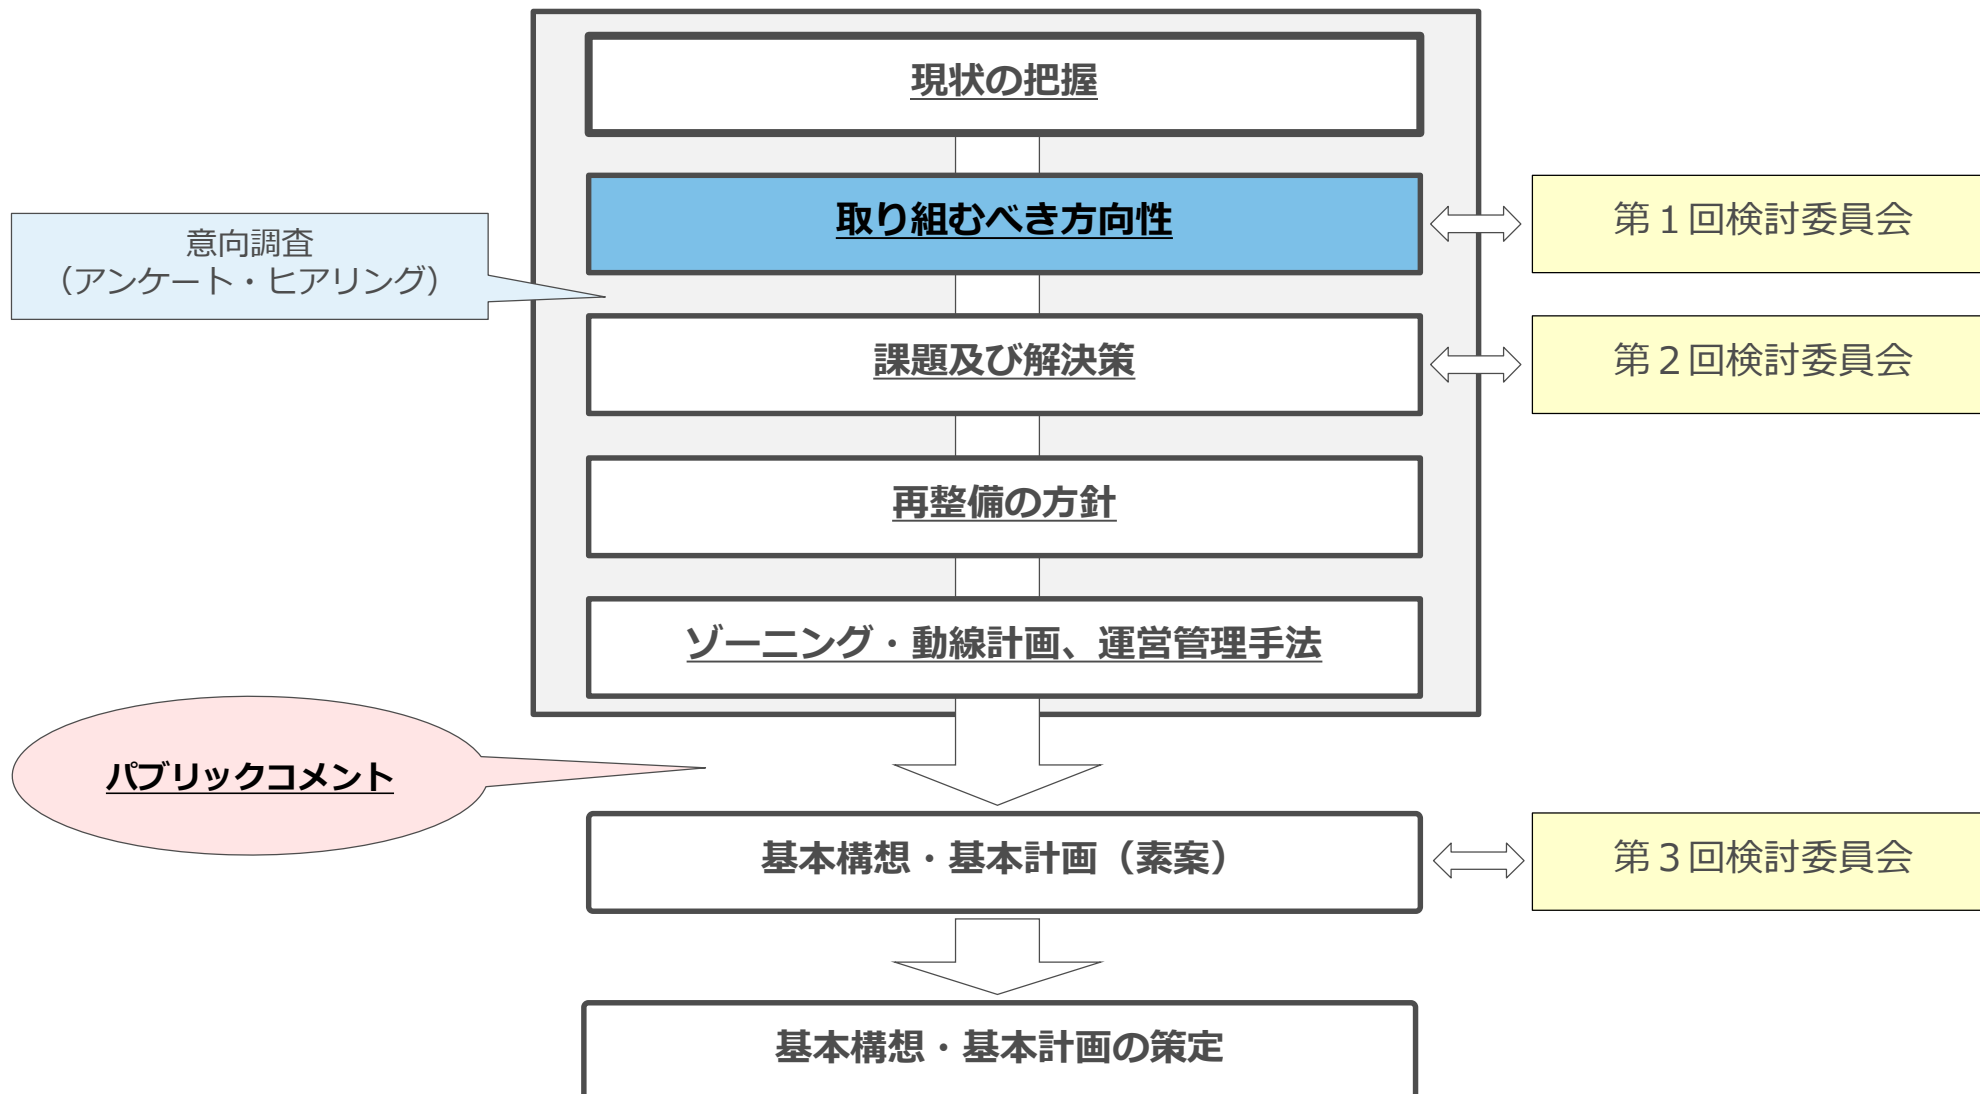 現状の把握
取り組むべき方向性
第1回検討委員会
意向調査
（アンケート・ヒアリング）
課題及び解決策
第2回検討委員会
再整備の方針
ゾーニング・動線計画、運営管理手法
パブリックコメント
基本構想・基本計画（素案）
第3回検討委員会
基本構想・基本計画の策定